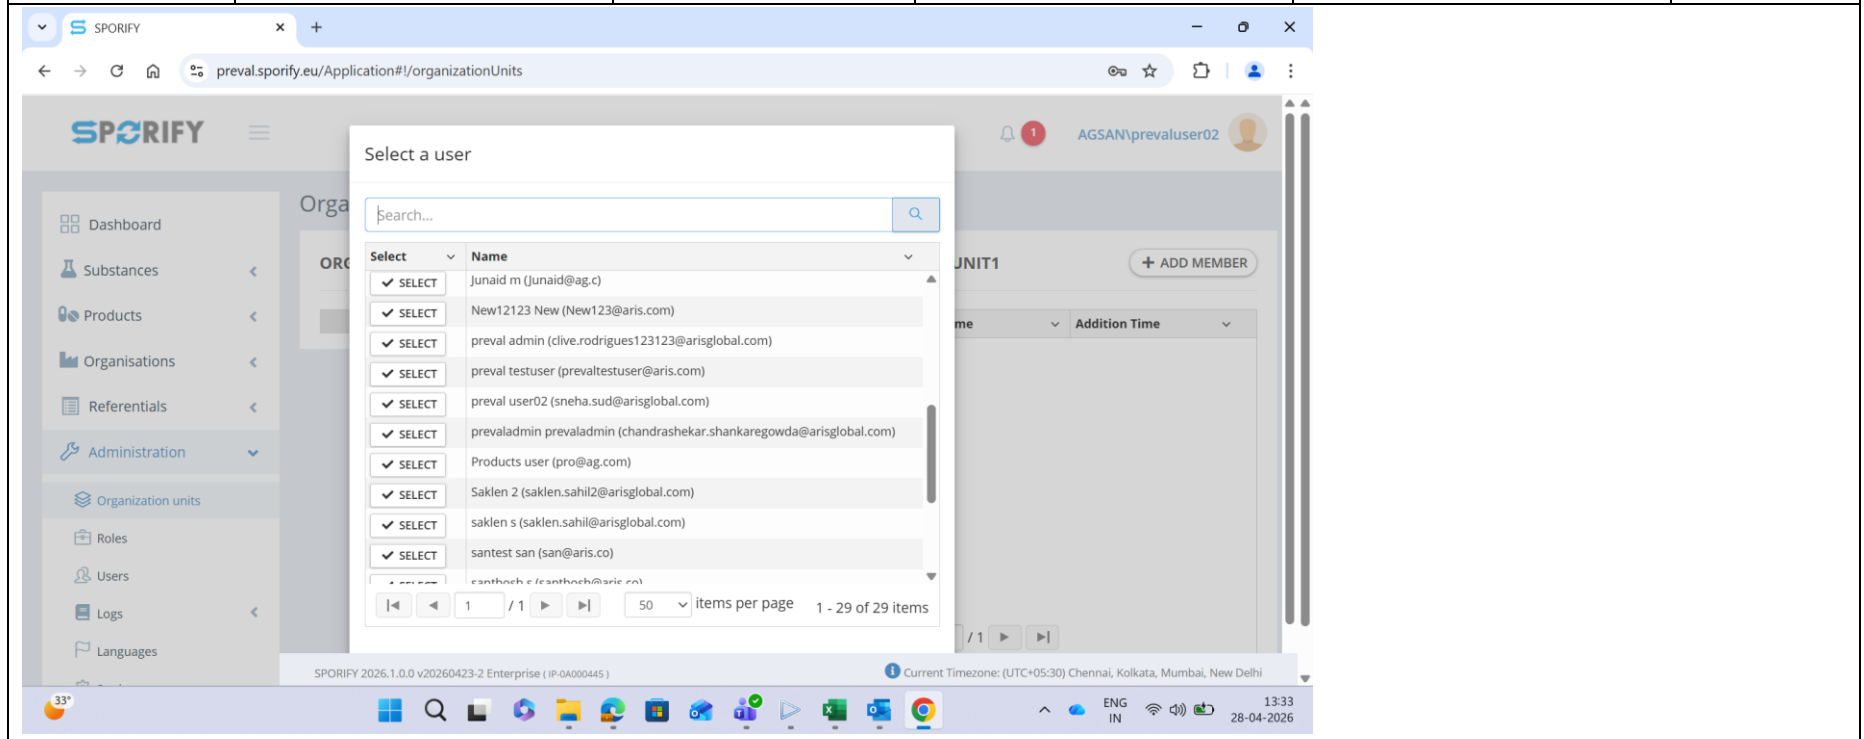 SPORIFY
preval.sporify.eu/Application#!/organizationUnits
SPORIFY
1
AGSAN\prevaluser02
Select a user
Search...
Select Name
SELECT Junaid m (Junaid@ag.c)
SELECT New12123 New (New123@aris.com)
SELECT preval admin (clive.rodrigues123123@arisglobal.com)
SELECT preval testuser (prevaltestuser@aris.com)
SELECT preval user02 (sneha.sud@arisglobal.com)
SELECT prevaladmin prevaladmin (chandrashekar.shankaregowda@arisglobal.com)
SELECT Products user (pro@ag.com)
SELECT Saklen 2 (saklen.sahil2@arisglobal.com)
SELECT saklen s (saklen.sahil@arisglobal.com)
SELECT santest san (san@aris.co)
SELECT santhosh s (santhosh@aris.co)
1 / 1 50 items per page 1 - 29 of 29 items
Dashboard
Substances
Products
Organisations
Referentials
Administration
Organization units
Roles
Users
Logs
Languages
Orga
ORG
UNIT1
+ ADD MEMBER
me Addition Time
/ 1
SPORIFY 2026.1.0.0 v20260423-2 Enterprise ( IP-0A000445 )
Current Timezone: (UTC+05:30) Chennai, Kolkata, Mumbai, New Delhi
33°
ENG
IN
13:33
28-04-2026